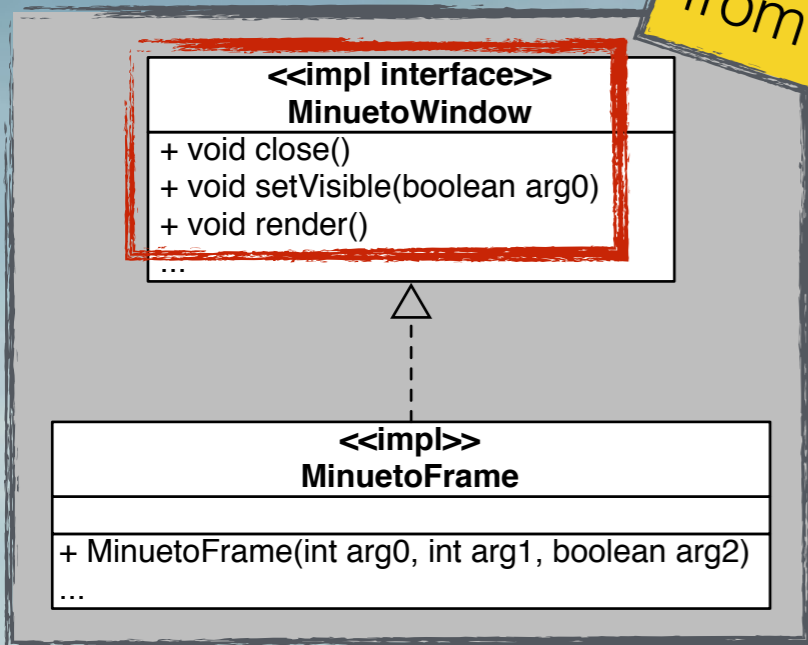 from
<<impl interface>>
MinuetoWindow
+ void close()
+ void setVisible(boolean arg0)
+ void render()
...
<<impl>>
MinuetoFrame
+ MinuetoFrame(int arg0, int arg1, boolean arg2)
...